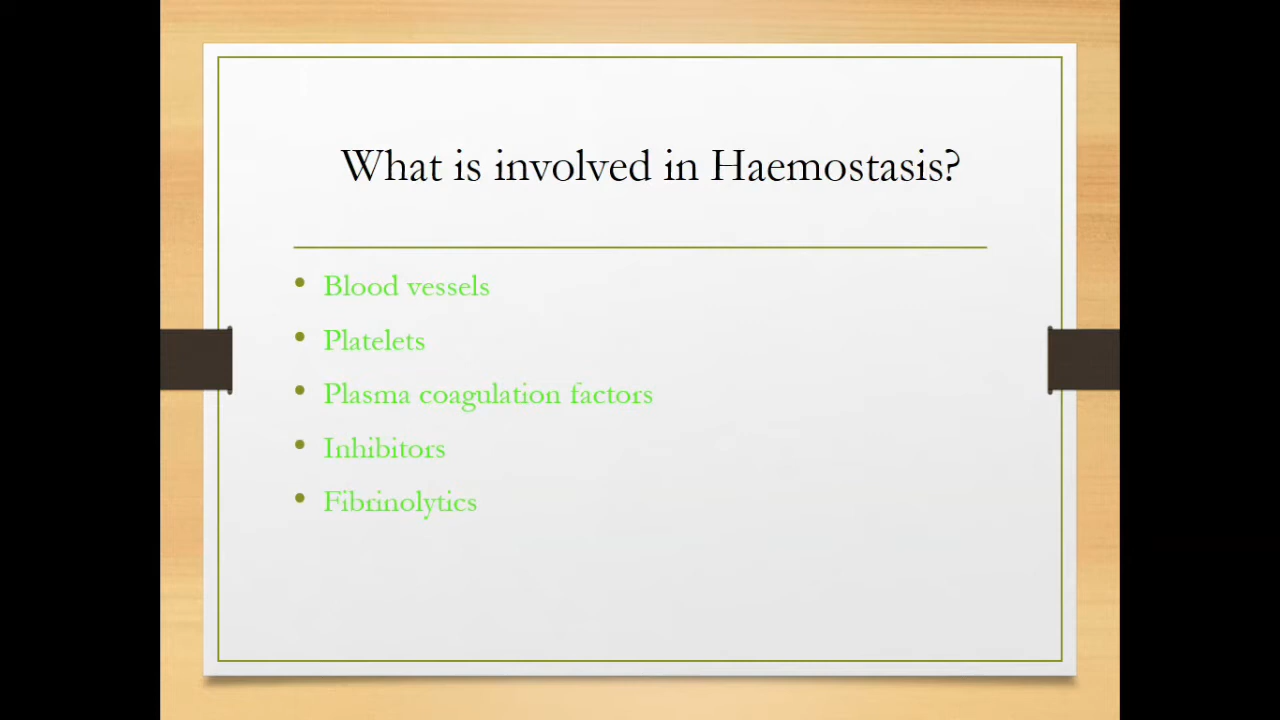 What is involved in Haemostasis?
• Blood vessels
• Platelets
• Plasma coagulation factors
• Inhibitors
• Fibrinolytics